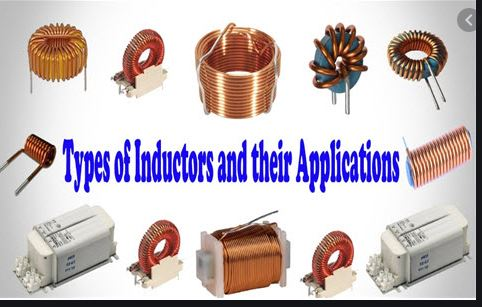 Types of Inductors and their Applications